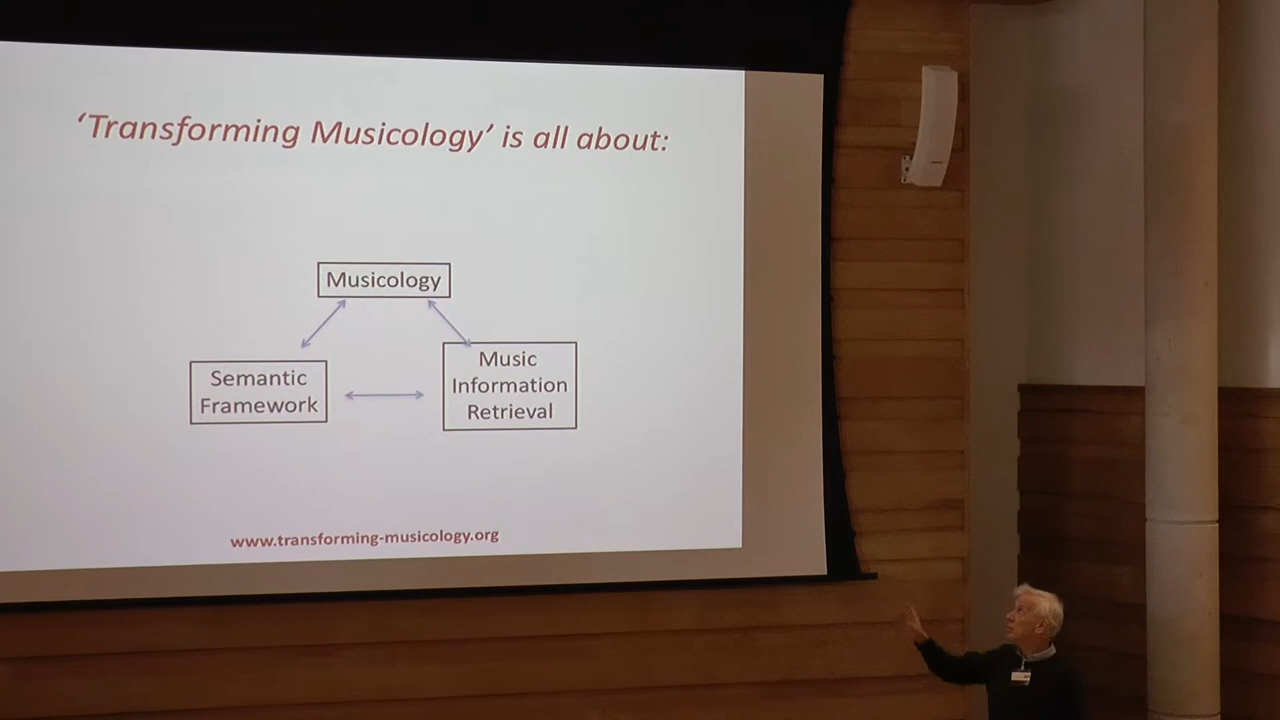 ‘Transforming Musicology’ is all about:
Musicology
Semantic
Framework
Music
Information
Retrieval
www.transforming-musicology.org